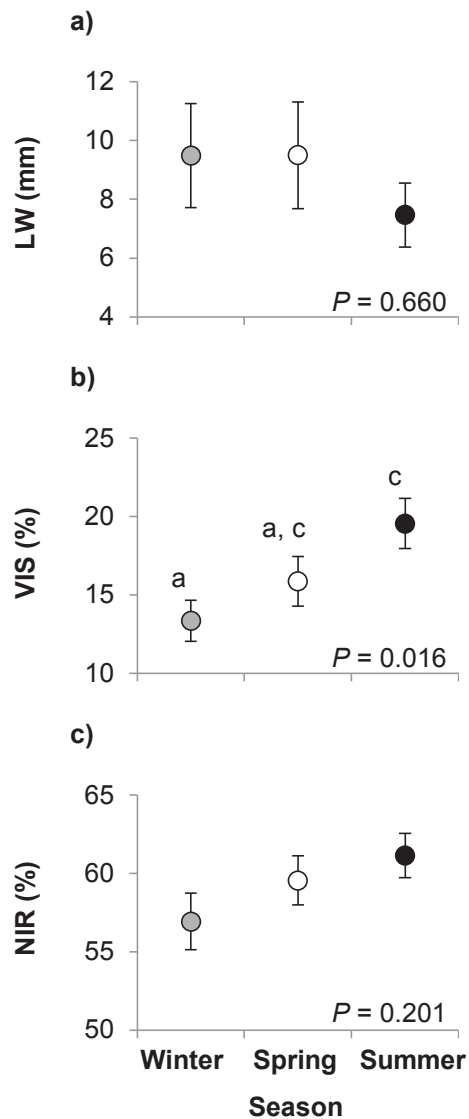 a)
12
10
8
6
4
LW (mm)
P = 0.660
b)
25
20
15
10
VIS (%)
a
a, c
c
P = 0.016
c)
65
60
55
50
NIR (%)
P = 0.201
Winter Spring Summer
Season